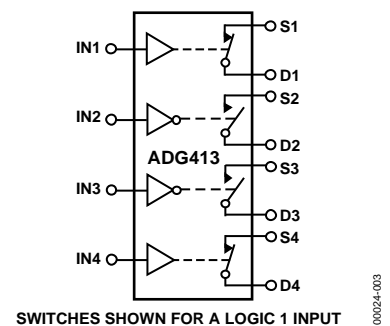 S1
IN1
D1
S2
IN2
D2
ADG413
S3
IN3
D3
S4
IN4
D4
SWITCHES SHOWN FOR A LOGIC 1 INPUT
00024-003